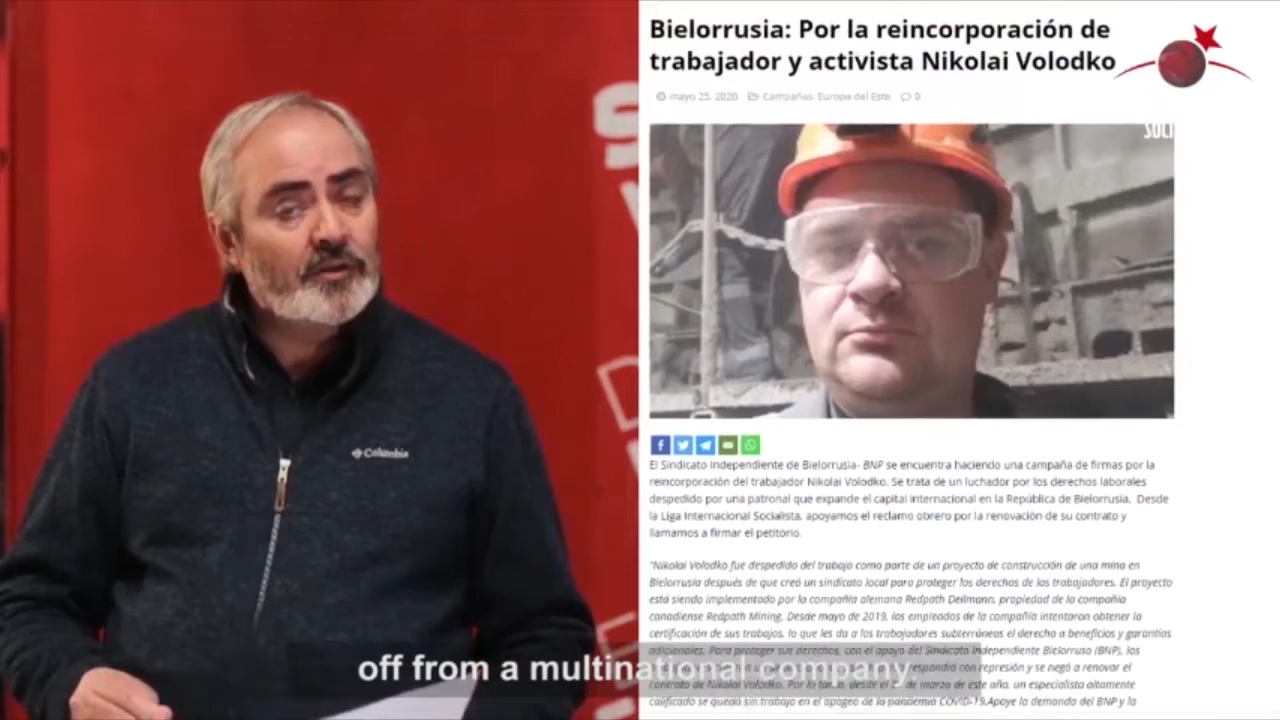 Bielorrusia: Por la reincorporación de
trabajador y activista Nikolai Volodko
mayo 25, 2020 Campañas, Europa del Este 0
SOCI
Columbia
El Sindicato Independiente de Bielorrusia- BNP se encuentra haciendo una campaña de firmas por la
reincorporación del trabajador Nikolai Volodko. Se trata de un luchador por los derechos laborales
despedido por una patronal que expande el capital internacional en la República de Bielorrusia. Desde
la Liga Internacional Socialista, apoyamos el reclamo obrero por la renovación de su contrato y
llamamos a firmar el petitorio.
"Nikolai Volodko fue despedido del trabajo como parte de un proyecto de construcción de una mina en
Bielorrusia después de que creó un sindicato local para proteger los derechos de los trabajadores. El proyecto
está siendo implementado por la compañía alemana Redpath Deilmann, propiedad de la compañía
canadiense Redpath Mining. Desde mayo de 2019, los empleados de la compañía intentaron obtener la
certificación de sus trabajos, lo que les da a los trabajadores subterráneos el derecho a beneficios y garantías
adicionales. Para proteger sus derechos, con el apoyo del Sindicato Independiente Bielorruso (BNP), los
respondía con represión y se negó a renovar el
contrato de Nikolai Volodko. Por lo tanto, desde el de marzo de este año, un especialista altamente
calificado se quedó sin trabajo en el apogeo de la pandemia COVID-19.Apoye la demanda del BNP y la
off from a multinational company.